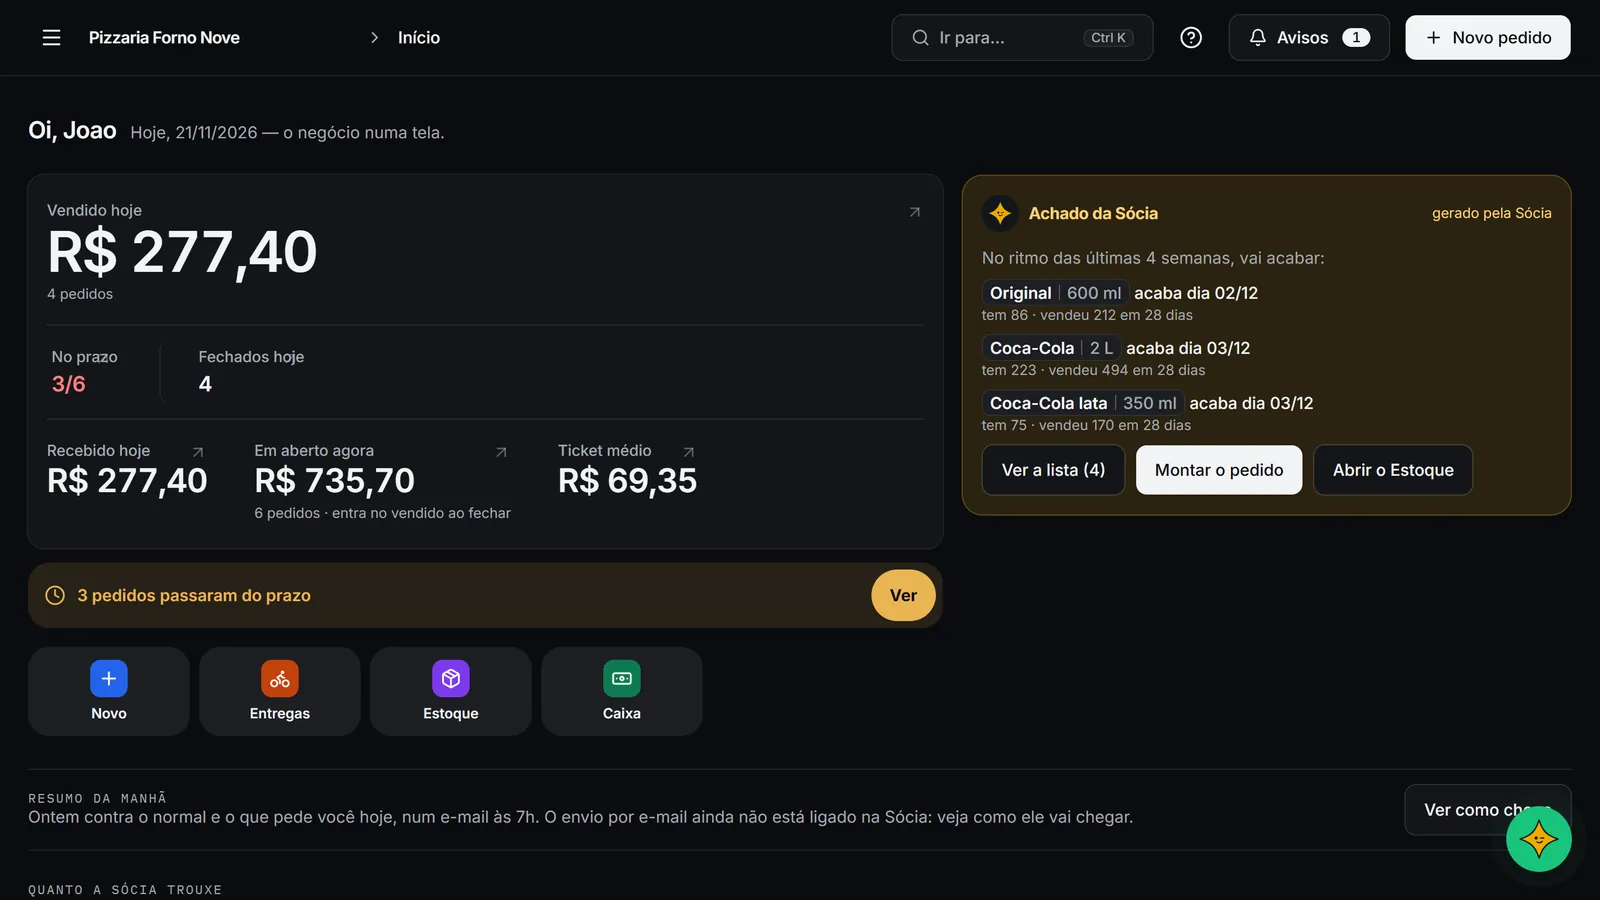 Pizzaria Forno Nove
Início
Ir para...
Ctrl K
Avisos 1
Novo pedido
Oi, Joao
Hoje, 21/11/2026 — o negócio numa tela.
Vendido hoje
R$ 277,40
4 pedidos
No prazo
3/6
Fechados hoje
4
Recebido hoje
R$ 277,40
Em aberto agora
R$ 735,70
6 pedidos · entra no vendido ao fechar
Ticket médio
R$ 69,35
Achado da Sócia
gerado pela Sócia
No ritmo das últimas 4 semanas, vai acabar:
Original | 600 ml acaba dia 02/12
tem 86 · vendeu 212 em 28 dias
Coca-Cola | 2 L acaba dia 03/12
tem 223 · vendeu 494 em 28 dias
Coca-Cola lata | 350 ml acaba dia 03/12
tem 75 · vendeu 170 em 28 dias
Ver a lista (4)
Montar o pedido
Abrir o Estoque
3 pedidos passaram do prazo
Ver
Novo
Entregas
Estoque
Caixa
RESUMO DA MANHÃ
Ontem contra o normal e o que pede você hoje, num e-mail às 7h. O envio por e-mail ainda não está ligado na Sócia: veja como ele vai chegar.
Ver como
QUANTO A SÓCIA TROUXE